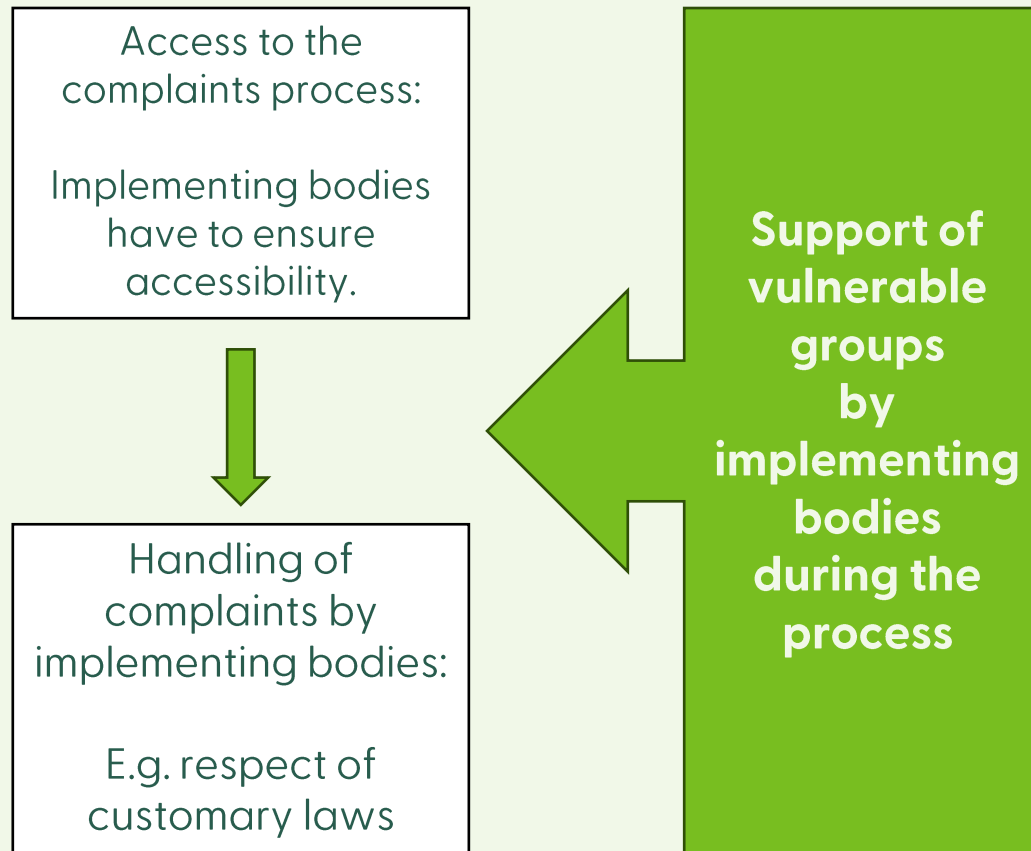 Access to the
complaints process:
Implementing bodies
have to ensure
accessibility.
Handling of
complaints by
implementing bodies:
E.g. respect of
customary laws
Support of
vulnerable
groups
by
implementing
bodies
during the
process